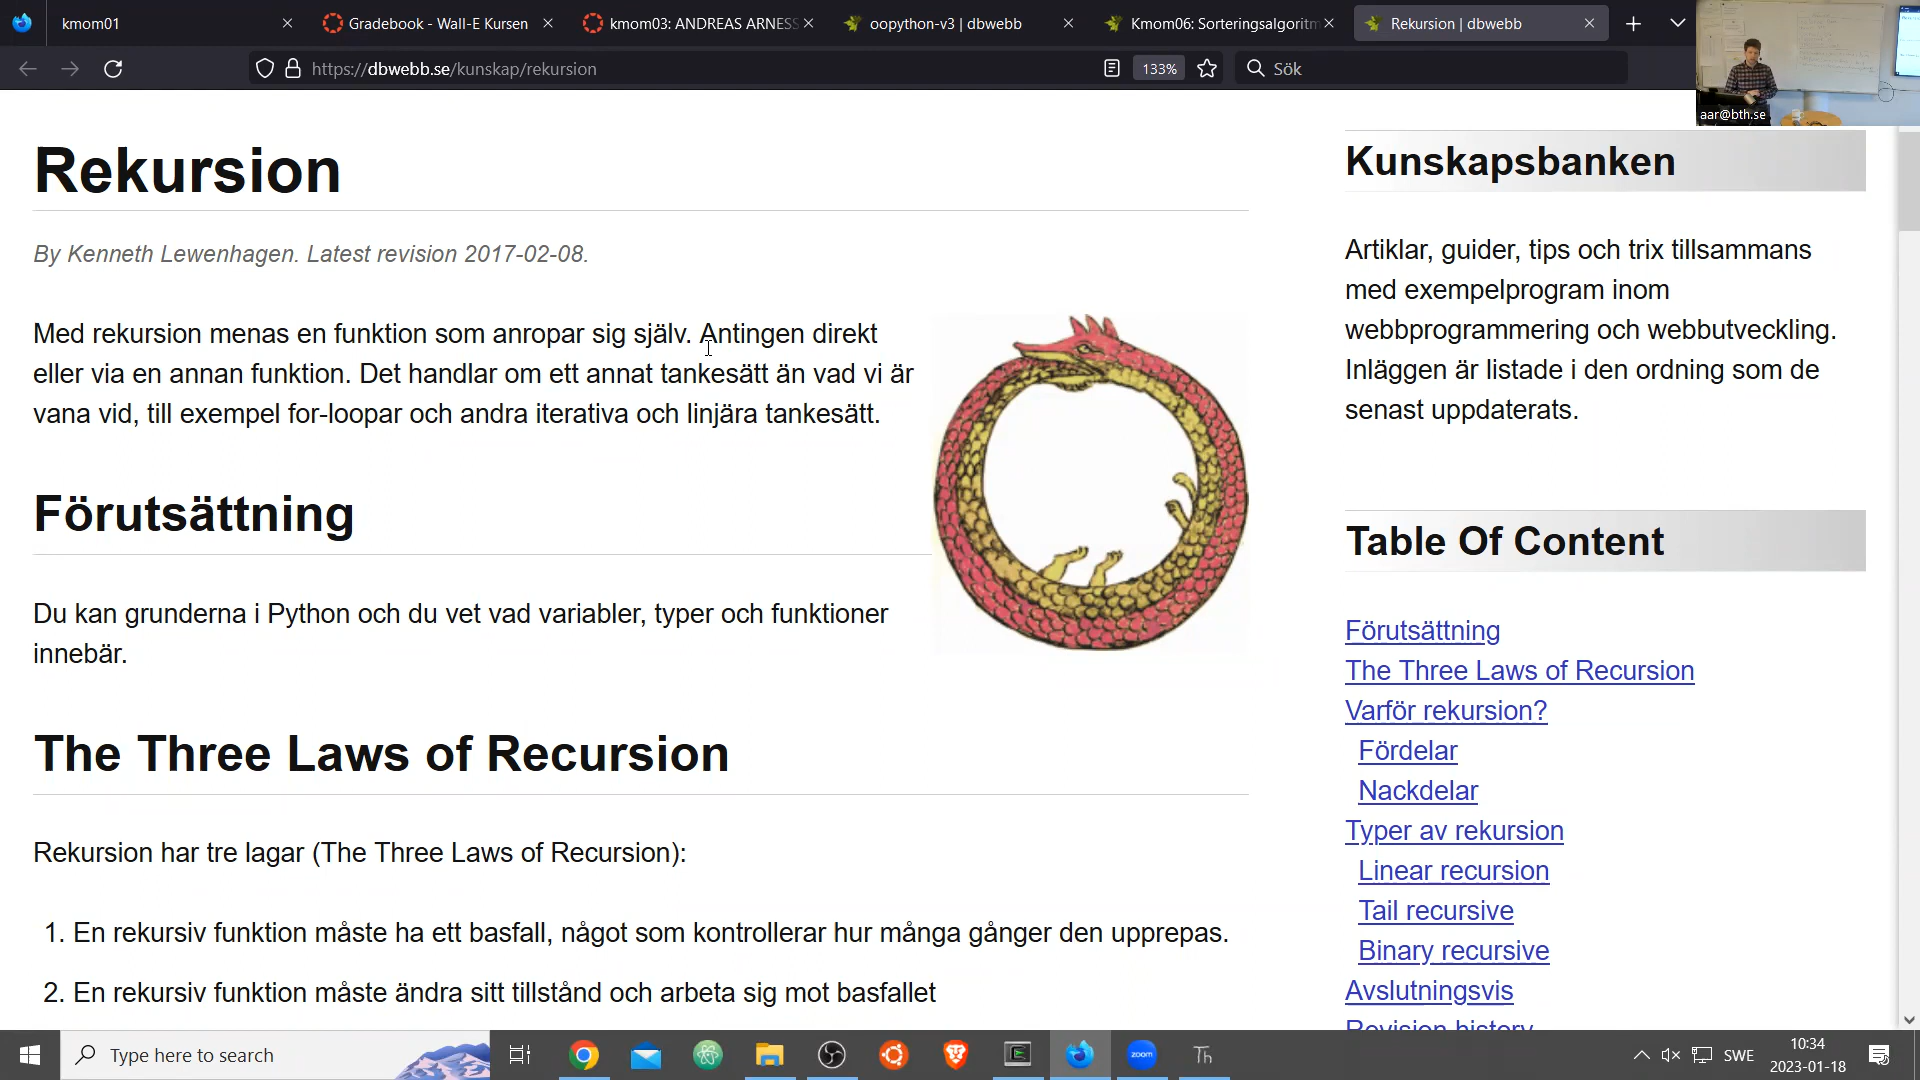 kmom01
Gradebook - Wall-E Kursen
kmom03: ANDREAS ARNESS
oopython-v3 | dbwebb
Kmom06: Sorteringsalgoritm
Rekursion | dbwebb
https://dbwebb.se/kunskap/rekursion
133%
Sök
aar@bth.se
Rekursion
By Kenneth Lewenhagen. Latest revision 2017-02-08.
Med rekursion menas en funktion som anropar sig själv. Antingen direkt
eller via en annan funktion. Det handlar om ett annat tankesätt än vad vi är
vana vid, till exempel for-loopar och andra iterativa och linjära tankesätt.
Förutsättning
Du kan grunderna i Python och du vet vad variabler, typer och funktioner
innebär.
The Three Laws of Recursion
Rekursion har tre lagar (The Three Laws of Recursion):
1. En rekursiv funktion måste ha ett basfall, något som kontrollerar hur många gånger den upprepas.
2. En rekursiv funktion måste ändra sitt tillstånd och arbeta sig mot basfallet
Kunskapsbanken
Artiklar, guider, tips och trix tillsammans
med exempelprogram inom
webbprogrammering och webbutveckling.
Inläggen är listade i den ordning som de
senast uppdaterats.
Table Of Content
Förutsättning
The Three Laws of Recursion
Varför rekursion?
Fördelar
Nackdelar
Typer av rekursion
Linear recursion
Tail recursive
Binary recursive
Avslutningsvis
Revision history
Type here to search
zoom
Th
SWE
10:34
2023-01-18